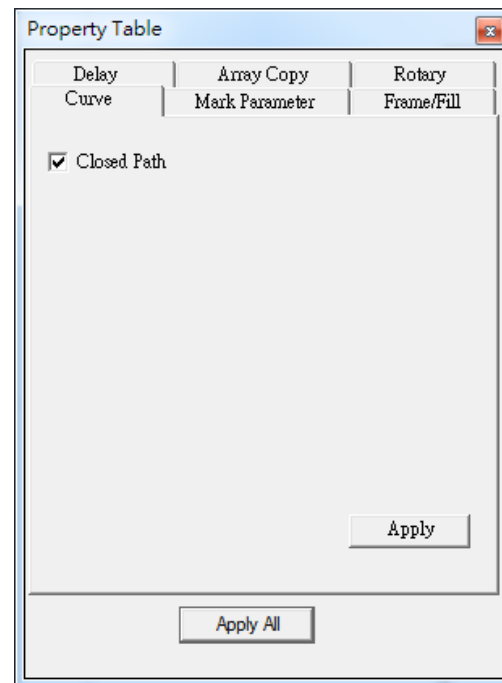 Property Table
Delay Array Copy Rotary
Curve Mark Parameter Frame/Fill
Closed Path
Apply
Apply All